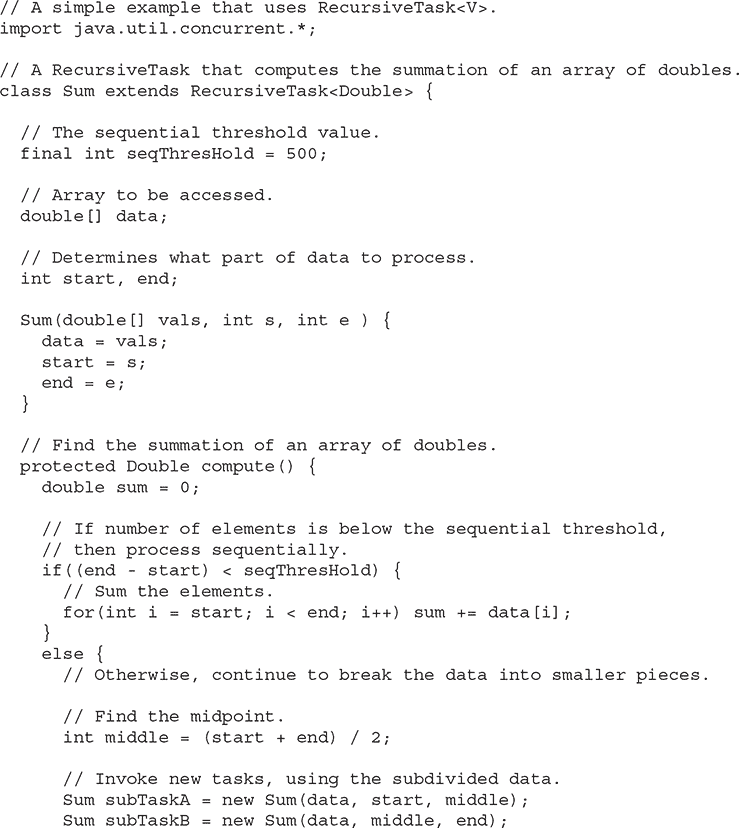 // A simple example that uses RecursiveTask<V>.
import java.util.concurrent.*;

// A RecursiveTask that computes the summation of an array of doubles.
class Sum extends RecursiveTask<Double> {

  // The sequential threshold value.
  final int seqThresHold = 500;

  // Array to be accessed.
  double[] data;

  // Determines what part of data to process.
  int start, end;

  Sum(double[] vals, int s, int e ) {
    data = vals;
    start = s;
    end = e;
  }

  // Find the summation of an array of doubles.
  protected Double compute() {
    double sum = 0;

    // If number of elements is below the sequential threshold,
    // then process sequentially.
    if((end - start) < seqThresHold) {
      // Sum the elements.
      for(int i = start; i < end; i++) sum += data[i];
    }
    else {
      // Otherwise, continue to break the data into smaller pieces.

      // Find the midpoint.
      int middle = (start + end) / 2;

      // Invoke new tasks, using the subdivided data.
      Sum subTaskA = new Sum(data, start, middle);
      Sum subTaskB = new Sum(data, middle, end);